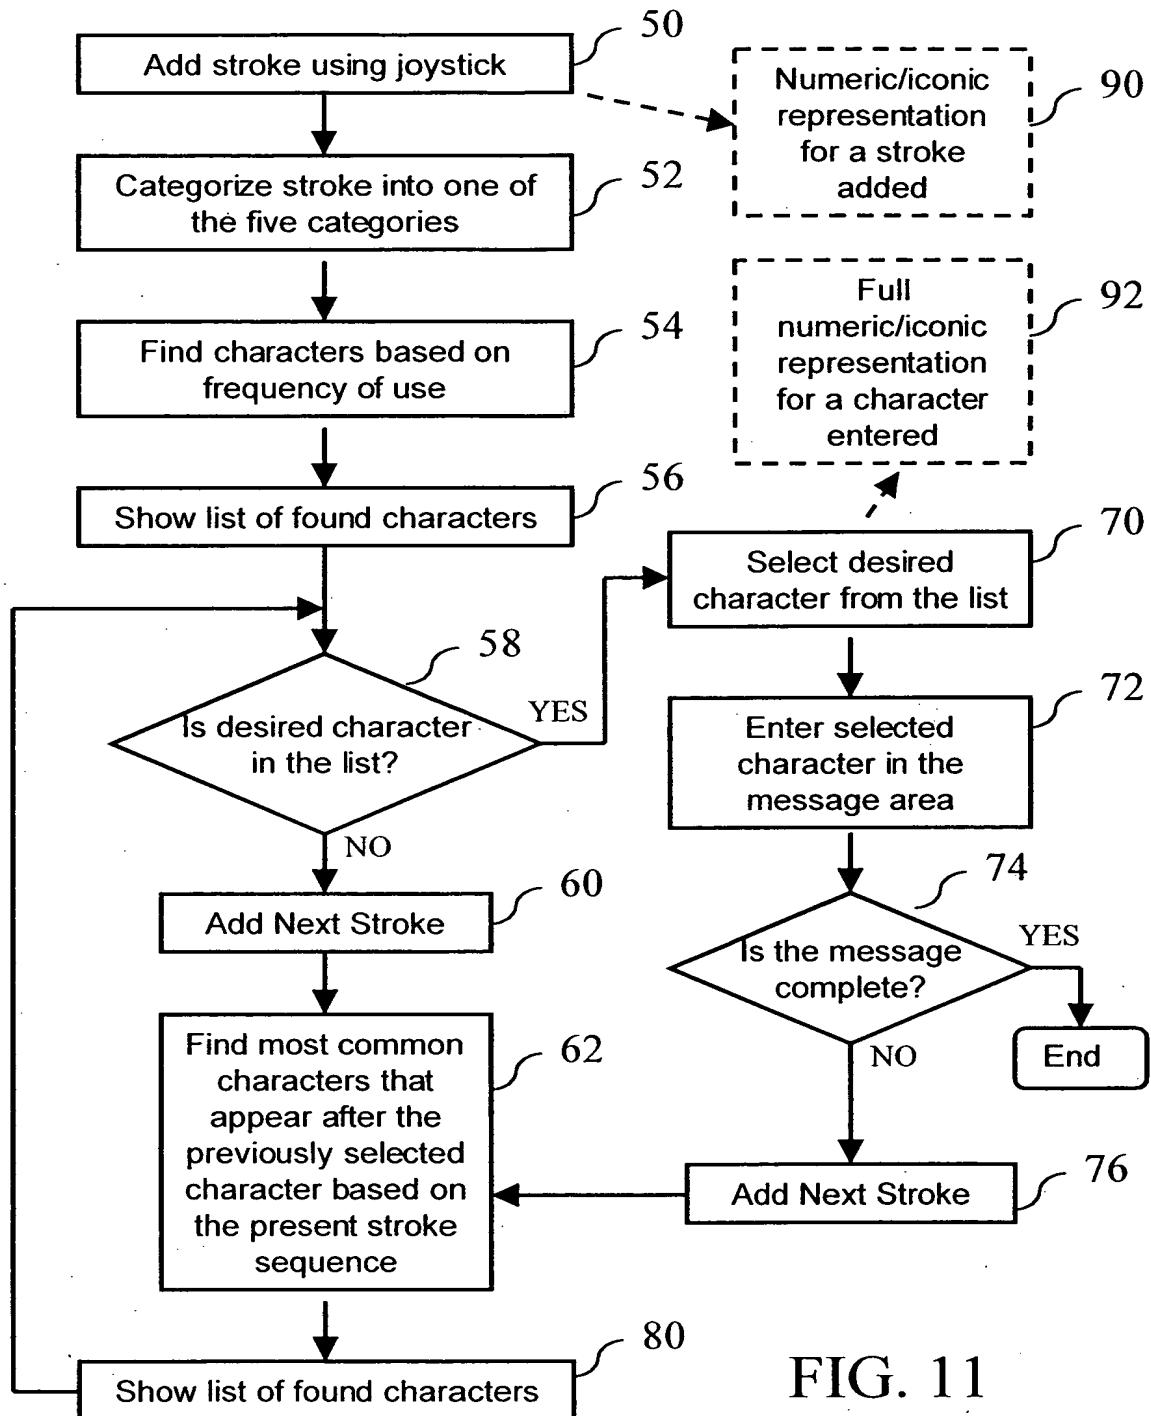 50
Add stroke using joystick
Numeric/iconic
representation
for a stroke
added
90
Categorize stroke into one of
the five categories
52
Full
numeric/iconic
representation
for a character
entered
92
Find characters based on
frequency of use
54
Show list of found characters
56
Select desired
character from the list
70
Is desired character
in the list?
58
YES
NO
Enter selected
character in the
message area
72
Add Next Stroke
60
Is the message
complete?
74
YES
NO
End
Find most common
characters that
appear after the
previously selected
character based on
the present stroke
sequence
62
Add Next Stroke
76
Show list of found characters
80
FIG. 11